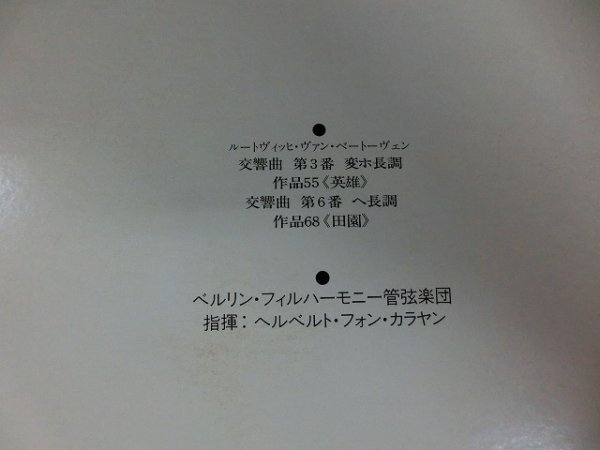 ●
ルートヴィッヒ・ヴァン・ベートーヴェン
交響曲 第3番 変ホ長調
作品55《英雄》
交響曲 第6番 ヘ長調
作品68《田園》
●
ベルリン・フィルハーモニー管弦楽団
指揮：ヘルベルト・フォン・カラヤン